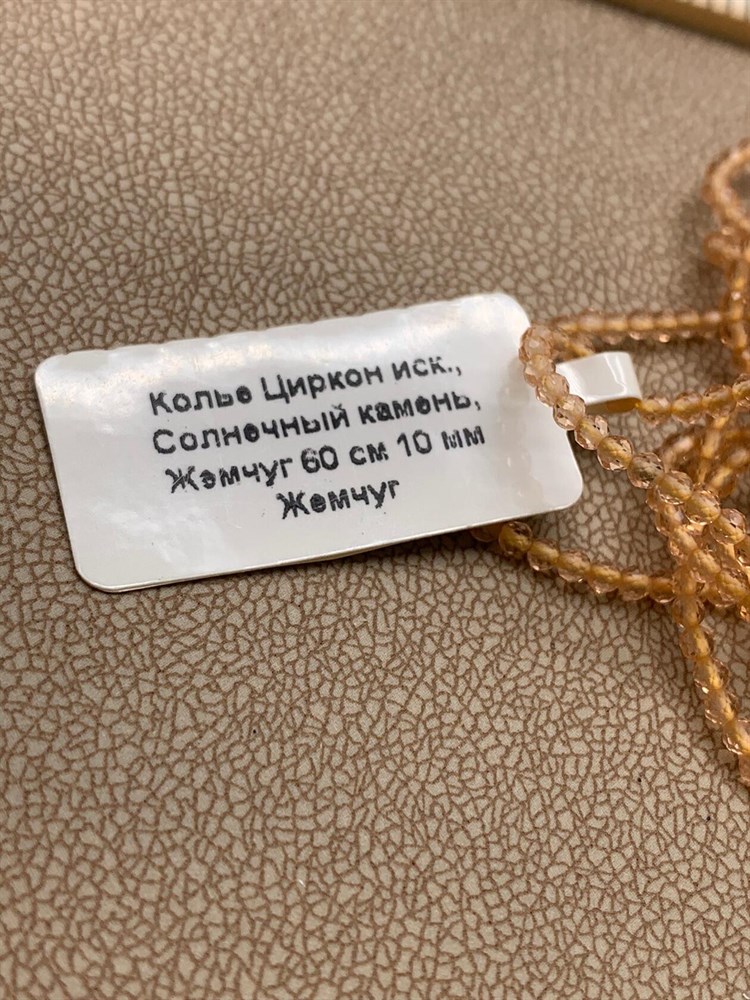 Колье Циркон иск.,
Солнечный камень,
Жемчуг 60 см 10 мм
Жемчуг